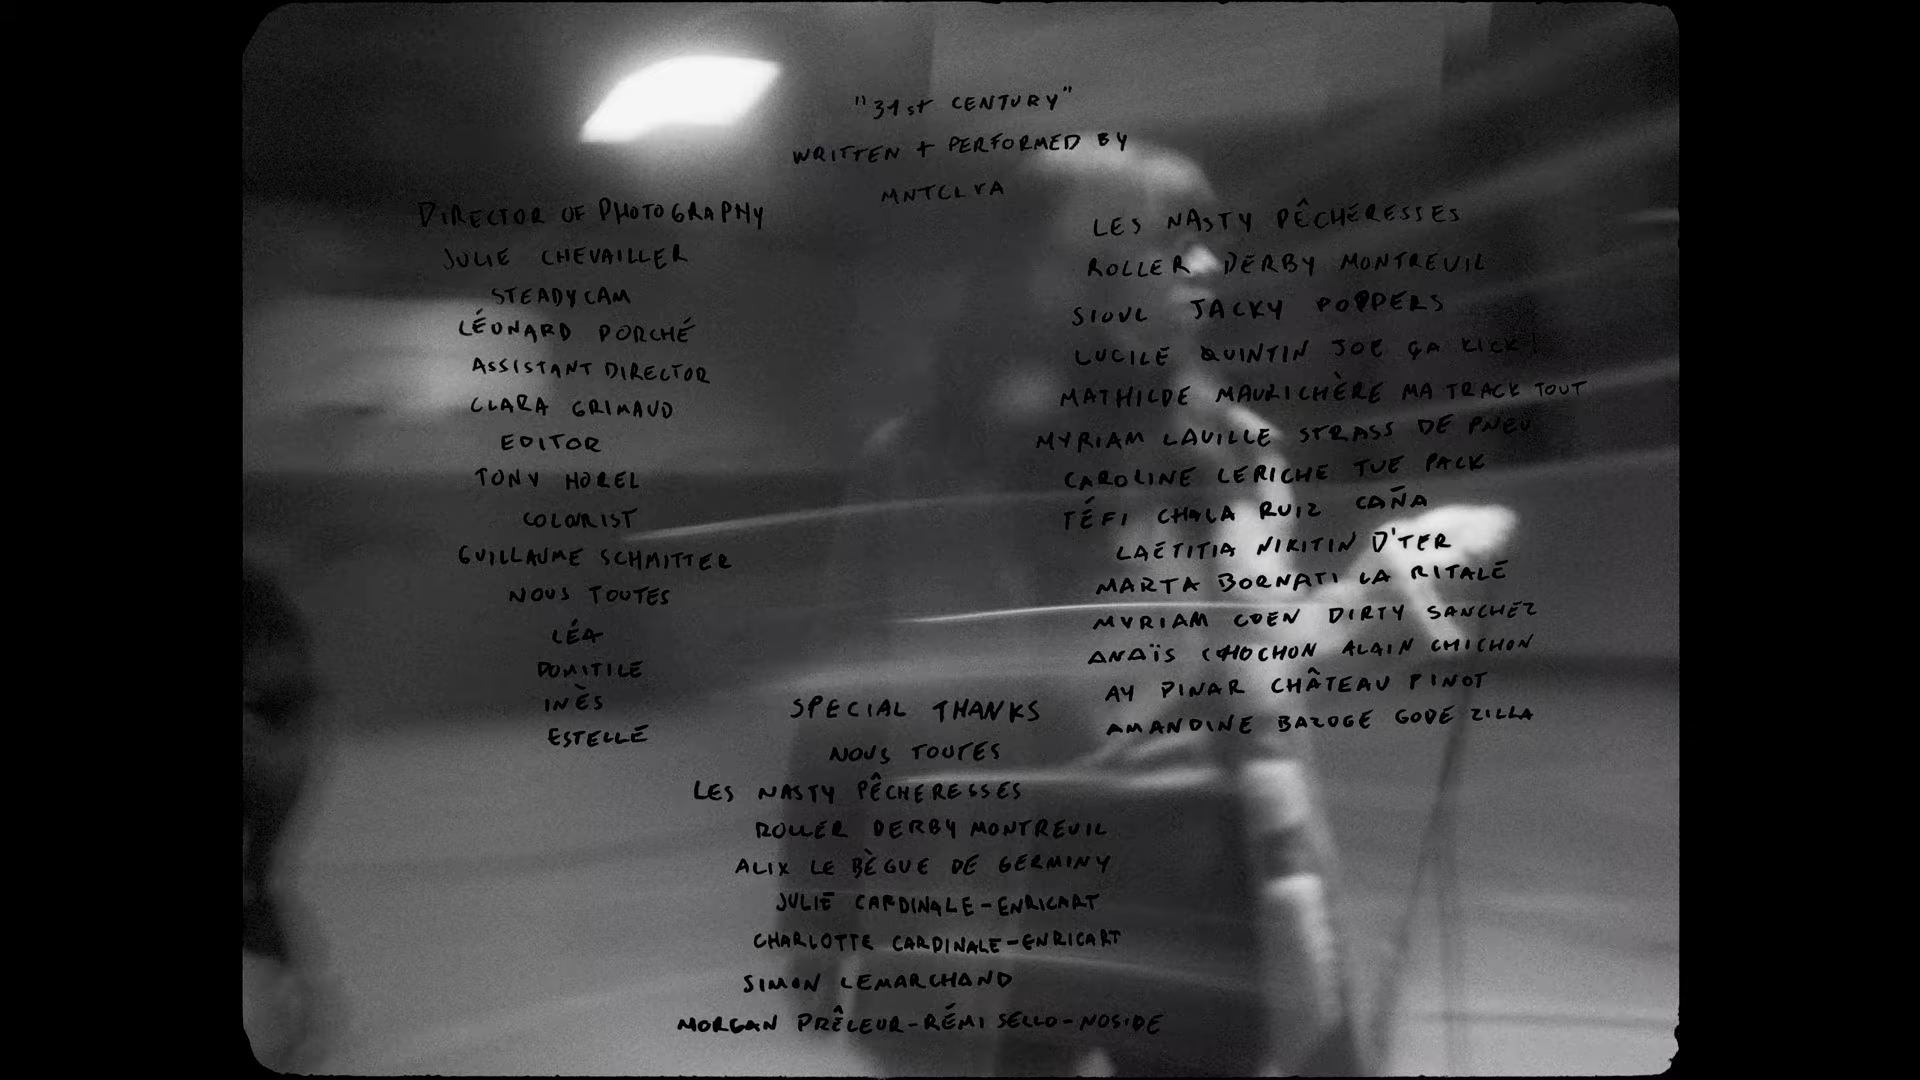 "31st CENTURY"
WRITTEN + PERFORMED BY
MNTCLVA
DIRECTOR OF PHOTOGRAPHY
JULIE CHEVAILLER
STEADYCAM
LÉONARD PORCHÉ
ASSISTANT DIRECTOR
CLARA GRIMAUD
EDITOR
TONY HOREL
COLORIST
GUILLAUME SCHMITTER
NOUS TOUTES
LÉA
DOMITILE
INÈS
ESTELLE
LES NASTY PÊCHERESSES
ROLLER DERBY MONTREUIL
SIOUL JACKY POPPERS
LUCILE QUINTIN JOE ÇA KICK!
MATHILDE MAURICHÈRE MA TRACK TOUT
MYRIAM LAVILLE STRASS DE PNEU
CAROLINE LERICHE TUE PACK
TÉFI CHALA RUIZ CAÑA
LAETITIA NIKITIN D'TER
MARTA BORNATI LA RITALE
MYRIAM COEN DIRTY SANCHEZ
ANAÏS CHOCHON ALAIN CHICHON
AY PINAR CHÂTEAU PINOT
AMANDINE BAZOGE GODE ZILLA
SPECIAL THANKS
NOUS TOUTES
LES NASTY PÊCHERESSES
ROLLER DERBY MONTREUIL
ALIX LE BÈGUE DE GERMINY
JULIE CARDINALE-ENRICART
CHARLOTTE CARDINALE-ENRICART
SIMON LEMARCHAND
MORGAN PRÊLEUR-RÉMI SELLO-NOSIDE